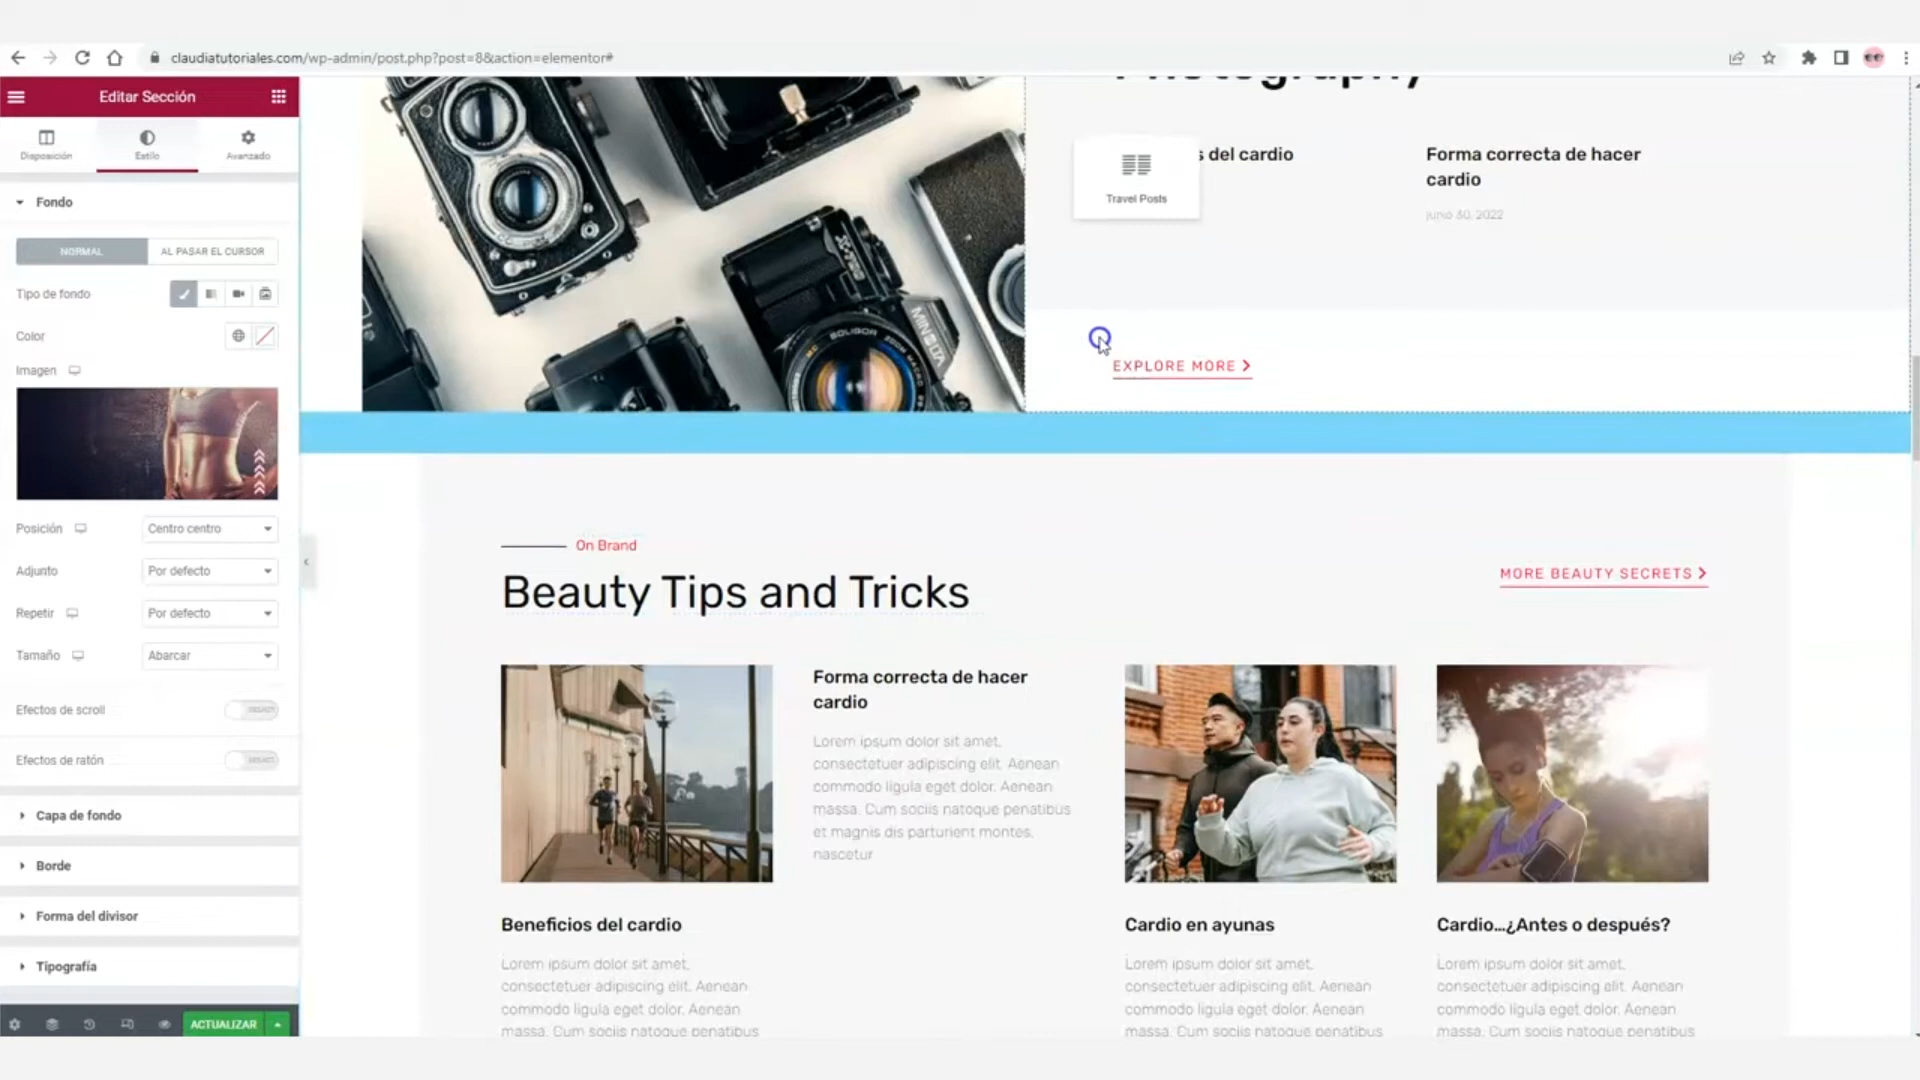 claudiatutoriales.com/wp-admin/post.php?post=8&action=elementor#
Editar Sección
Disposición
Estilo
Avanzado
Fondo
NORMAL
AL PASAR EL CURSOR
Tipo de fondo
Color
Imagen
Posición
Centro centro
Adjunto
Por defecto
Repetir
Por defecto
Tamaño
Abarcar
Efectos de scroll
Efectos de ratón
Capa de fondo
Borde
Forma del divisor
Tipografía
ACTUALIZAR
Photography
Travel Posts
s del cardio
Forma correcta de hacer
cardio
junio 30, 2022
EXPLORE MORE
On Brand
Beauty Tips and Tricks
MORE BEAUTY SECRETS
Forma correcta de hacer
cardio
Lorem ipsum dolor sit amet,
consectetuer adipiscing elit. Aenean
commodo ligula eget dolor. Aenean
massa. Cum sociis natoque penatibus
et magnis dis parturient montes,
nascetur
Beneficios del cardio
Lorem ipsum dolor sit amet,
consectetuer adipiscing elit. Aenean
commodo ligula eget dolor. Aenean
massa. Cum sociis natoque penatibus
Cardio en ayunas
Lorem ipsum dolor sit amet,
consectetuer adipiscing elit. Aenean
commodo ligula eget dolor. Aenean
massa. Cum sociis natoque penatibus
Cardio...¿Antes o después?
Lorem ipsum dolor sit amet,
consectetuer adipiscing elit. Aenean
commodo ligula eget dolor. Aenean
massa. Cum sociis natoque penatibus
SOLIGOR
ZOOM MACRO
MINOLTA
X-700